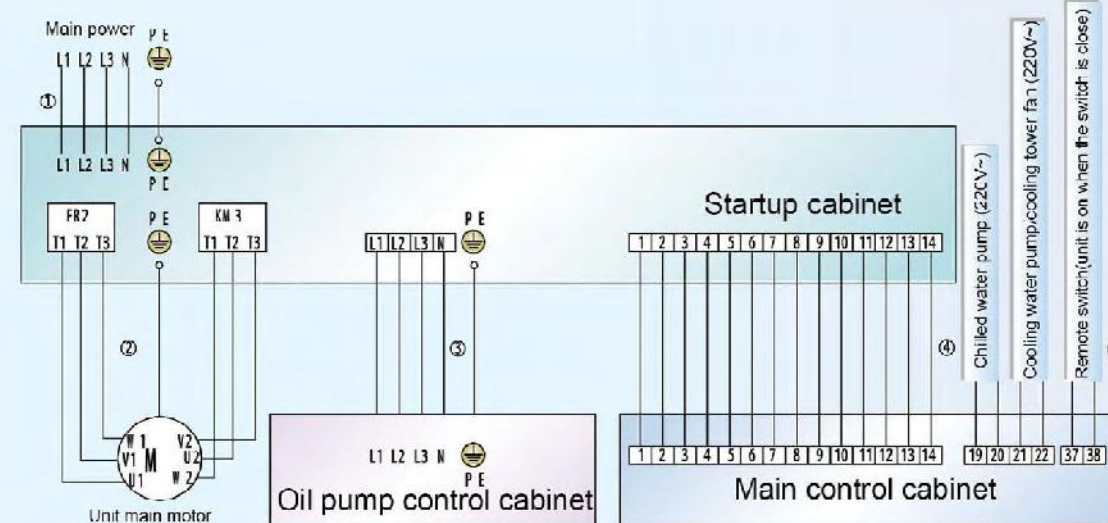 Main power PE
L1 L2 L3 N
①
L1 L2 L3 N
PE
FR2
T1 T2 T3
PE
KM 3
T1 T2 T3
L1 L2 L3 N
PE
Startup cabinet
1 2 3 4 5 6 7 8 9 10 11 12 13 14
②
③
④
Chilled water pump (220V~)
Cooling water pump/cooling tower fan (220V~)
Remote switch(unit is on when the switch is close)
W 1
V1
U1
M
V2
U2
W 2
Unit main motor
L1 L2 L3 N
PE
Oil pump control cabinet
1 2 3 4 5 6 7 8 9 10 11 12 13 14
19 20 21 22 37 38
Main control cabinet